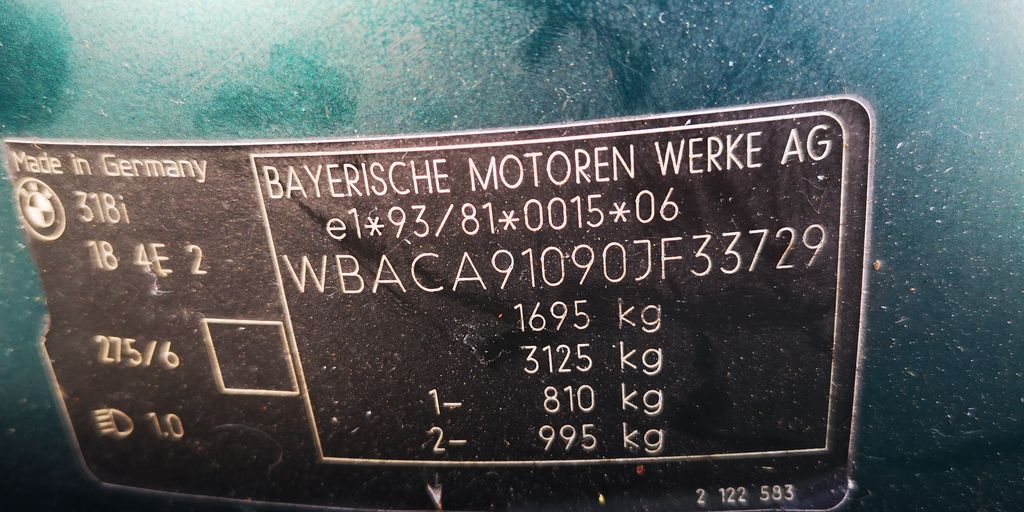 Made in Germany
318i
18 4E 2
275/6
1.0
BAYERISCHE MOTOREN WERKE AG
e1*93/81*0015*06
WBACA91090JF33729
1695 kg
3125 kg
1- 810 kg
2- 995 kg
2 122 583